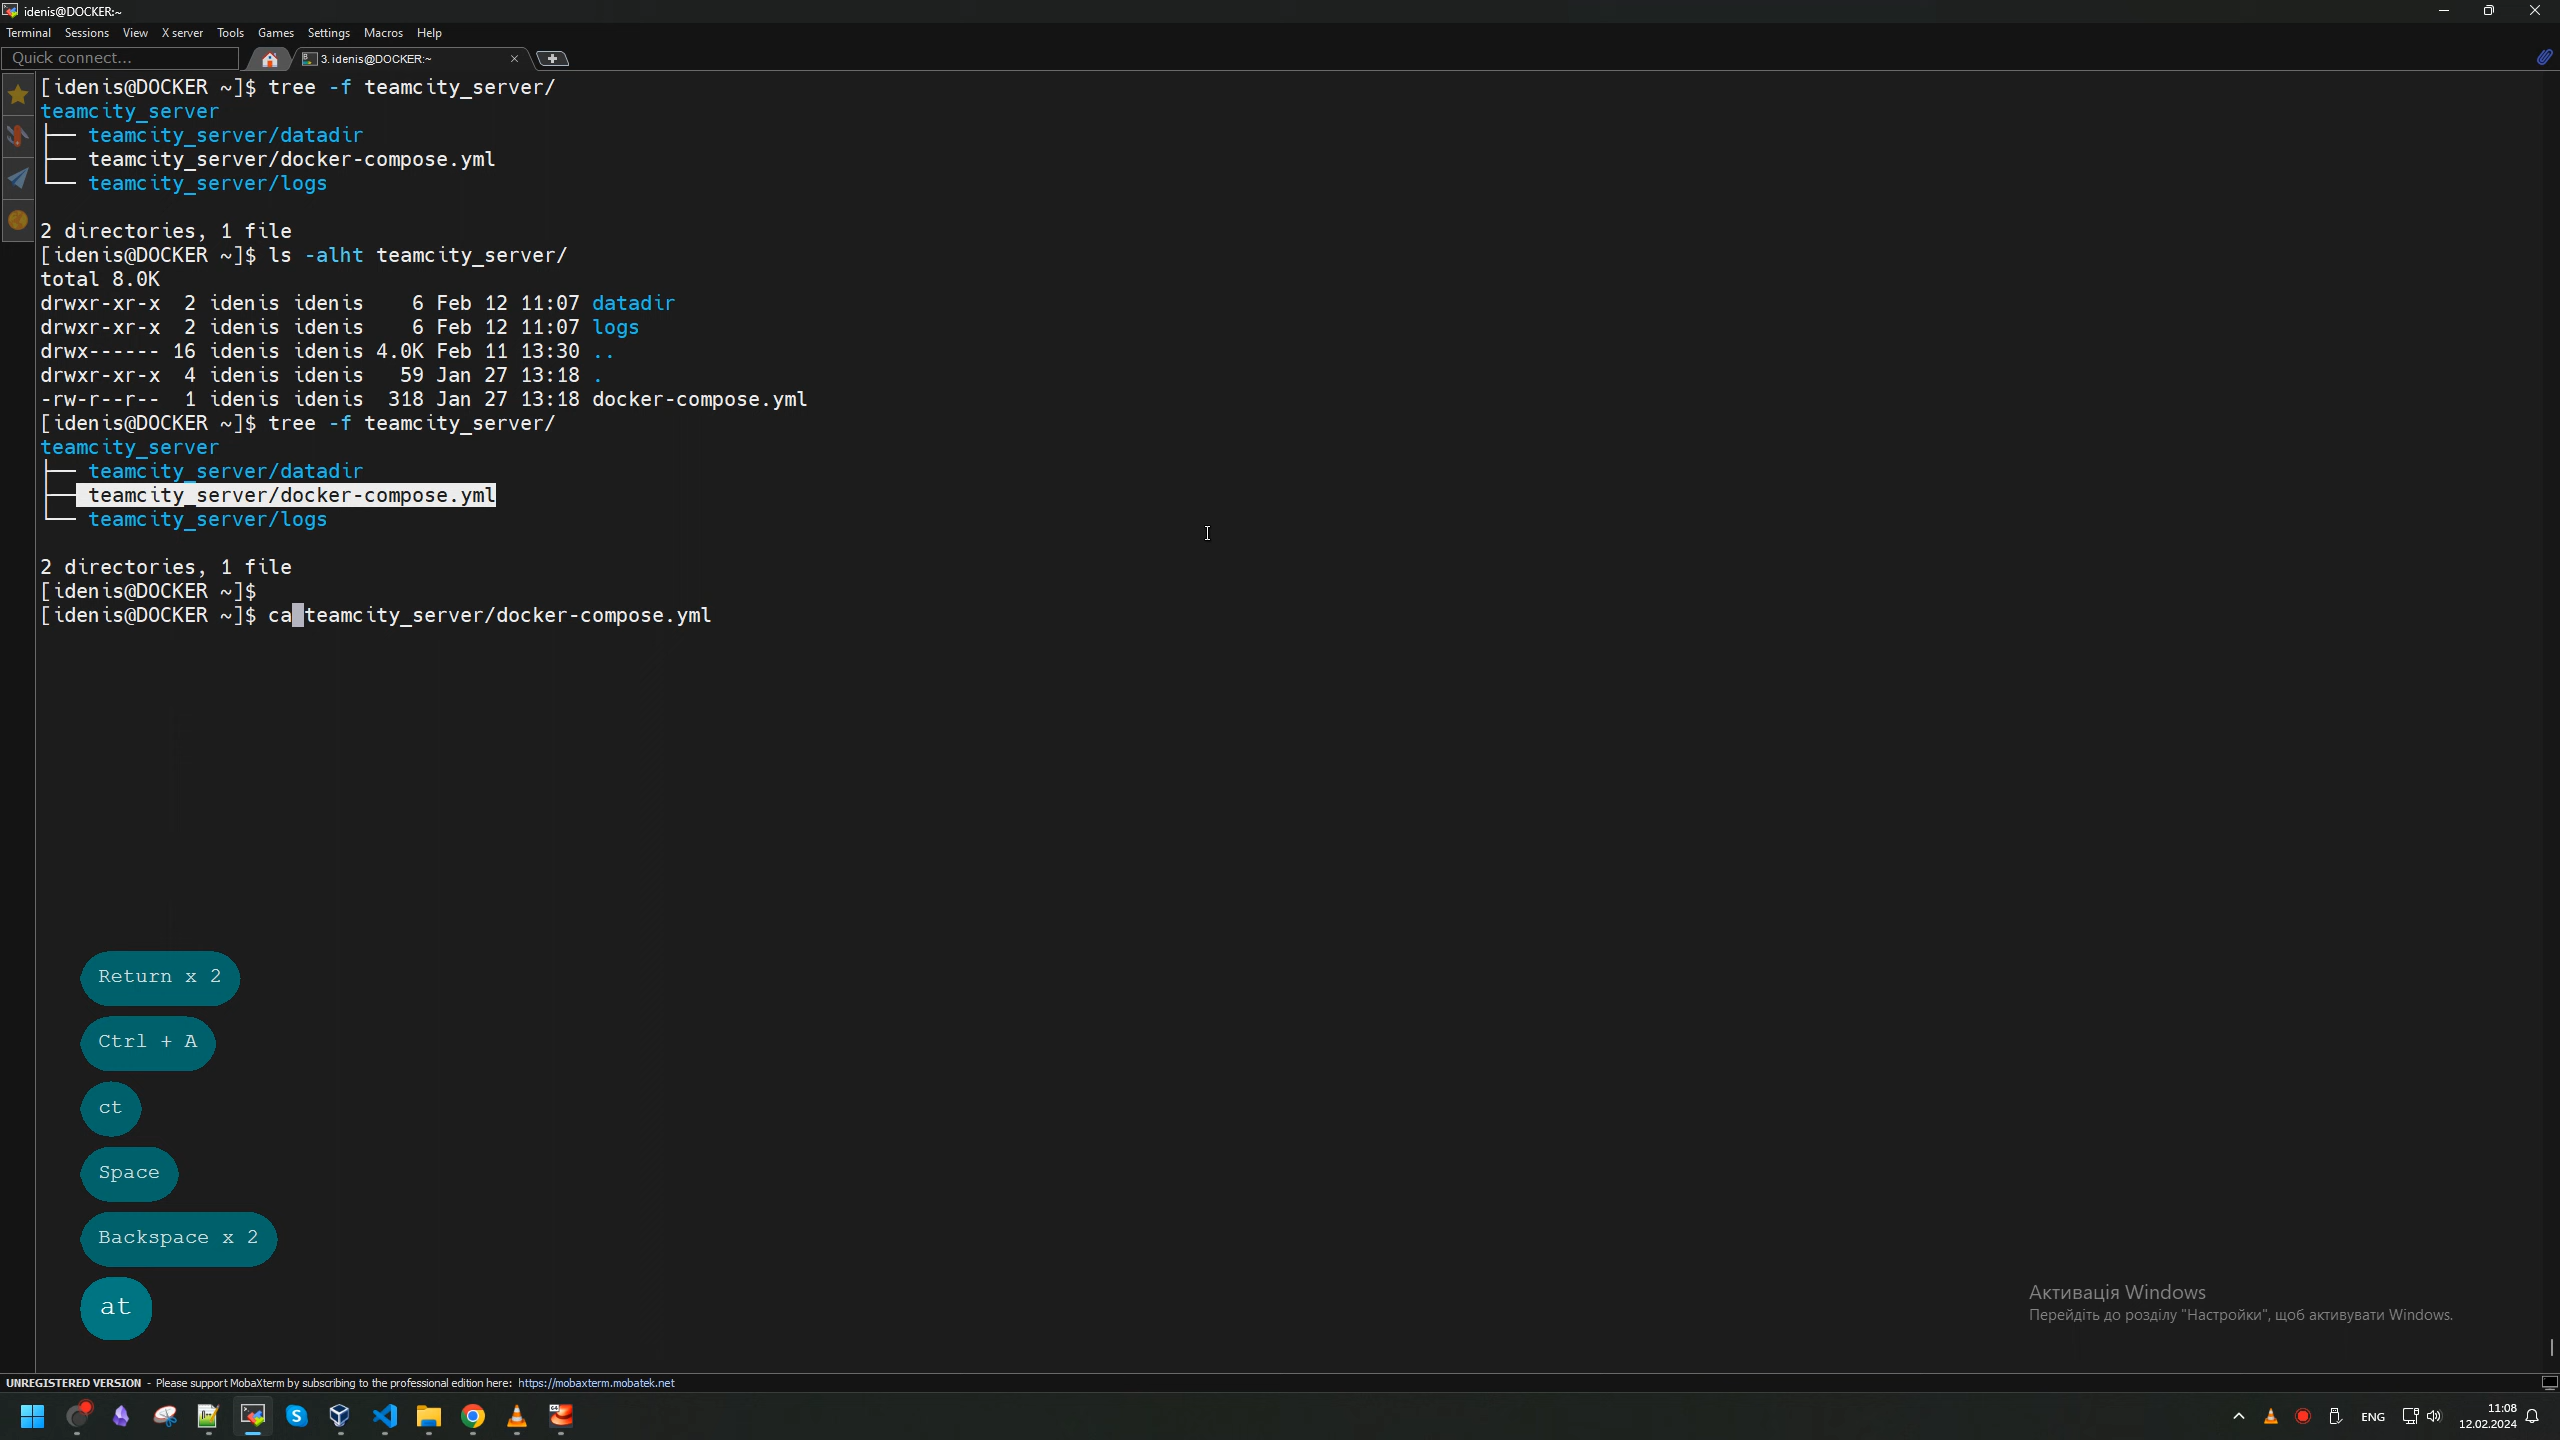 idenis@DOCKER:~
Terminal Sessions View X server Tools Games Settings Macros Help
Quick connect... 3. idenis@DOCKER:~
[idenis@DOCKER ~]$ tree -f teamcity_server/
teamcity_server
├── teamcity_server/datadir
├── teamcity_server/docker-compose.yml
└── teamcity_server/logs
2 directories, 1 file
[idenis@DOCKER ~]$ ls -alht teamcity_server/
total 8.0K
drwxr-xr-x  2 idenis idenis    6 Feb 12 11:07 datadir
drwxr-xr-x  2 idenis idenis    6 Feb 12 11:07 logs
drwx------ 16 idenis idenis 4.0K Feb 11 13:30 ..
drwxr-xr-x  4 idenis idenis   59 Jan 27 13:18 .
-rw-r--r--  1 idenis idenis  318 Jan 27 13:18 docker-compose.yml
[idenis@DOCKER ~]$ tree -f teamcity_server/
teamcity_server
├── teamcity_server/datadir
├── teamcity_server/docker-compose.yml
└── teamcity_server/logs
2 directories, 1 file
[idenis@DOCKER ~]$
[idenis@DOCKER ~]$ ca teamcity_server/docker-compose.yml
Return x 2
Ctrl + A
ct
Space
Backspace x 2
at
Активація Windows
Перейдіть до розділу "Настройки", щоб активувати Windows.
UNREGISTERED VERSION - Please support MobaXterm by subscribing to the professional edition here: https://mobaxterm.mobatek.net
ENG
11:08
12.02.2024